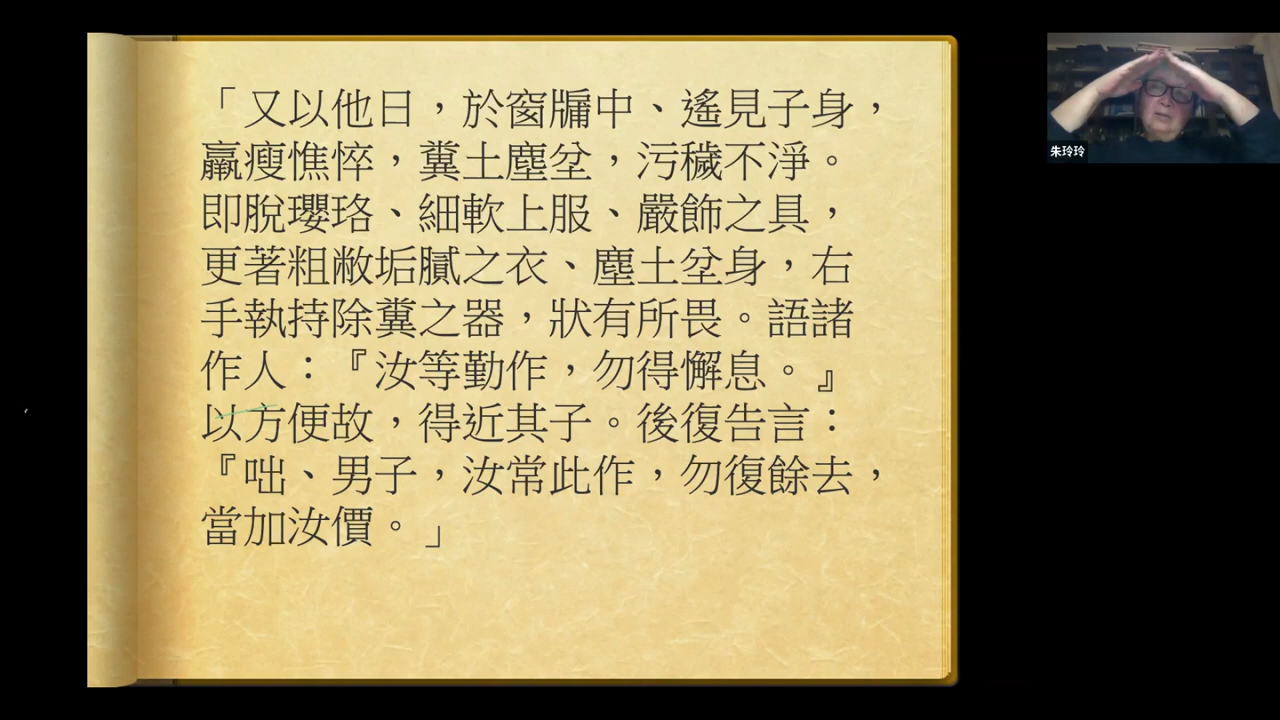 「又以他日，於窗牖中、遙見子身，
羸瘦憔悴，糞土塵坌，污穢不淨。
即脫瓔珞、細軟上服、嚴飾之具，
更著粗敝垢膩之衣、塵土坌身，右
手執持除糞之器，狀有所畏。語諸
作人：『汝等勤作，勿得懈息。』
以方便故，得近其子。後復告言：
『咄、男子，汝常此作，勿復餘去，
當加汝價。」
朱玲玲